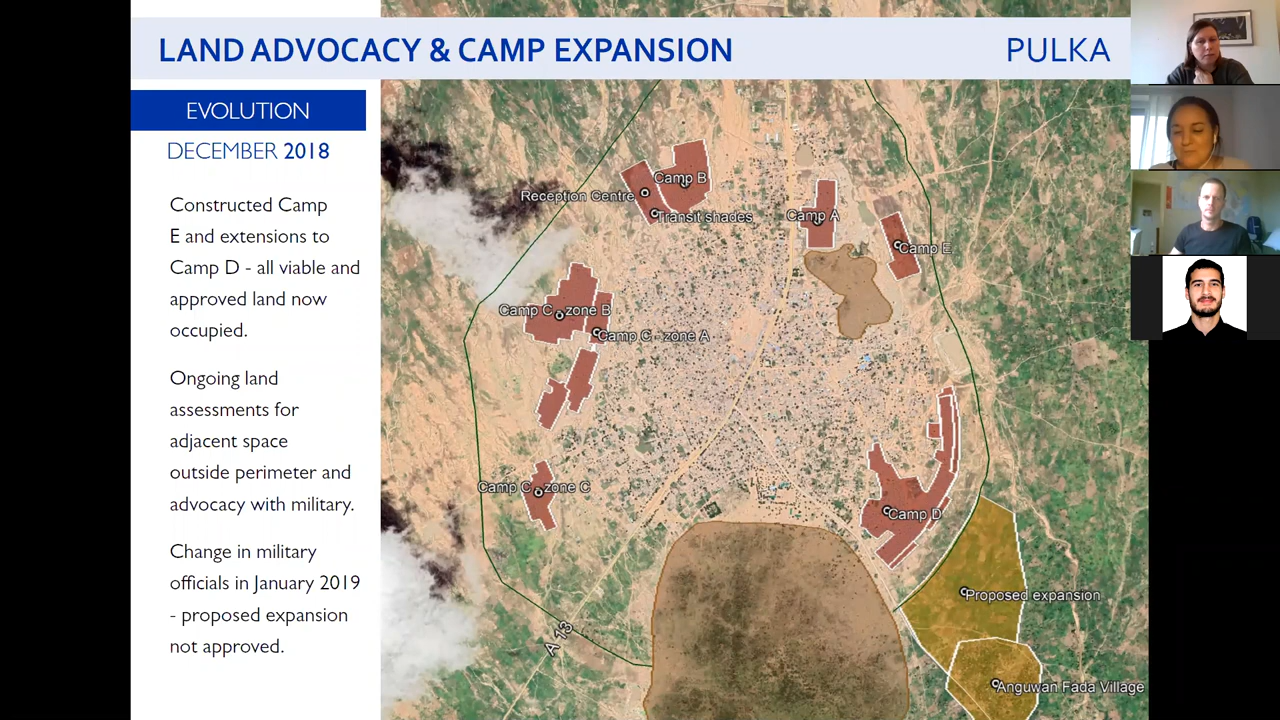 LAND ADVOCACY & CAMP EXPANSION
PULKA
EVOLUTION
DECEMBER 2018
Constructed Camp
E and extensions to
Camp D - all viable and
approved land now
occupied.
Ongoing land
assessments for
adjacent space
outside perimeter and
advocacy with military.
Change in military
officials in January 2019
- proposed expansion
not approved.
Camp B
Reception Centre
Transit shades
Camp A
Camp E
Camp C - zone B
Camp C - zone A
Camp C - zone C
Camp D
Proposed expansion
A 13
Anguwan Fada Village